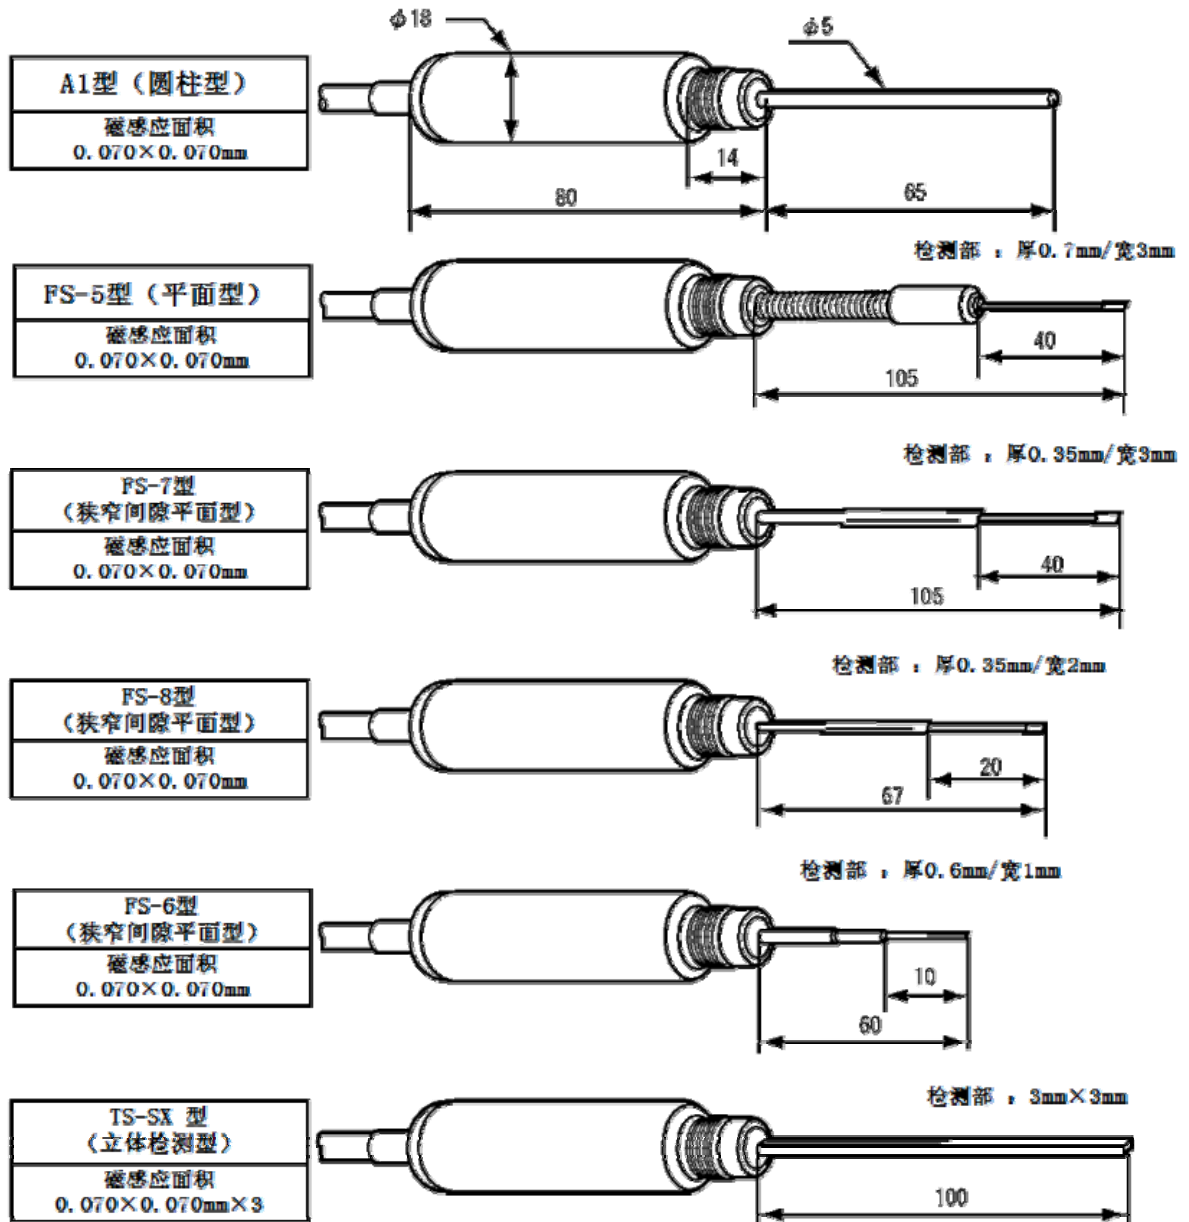 φ18
φ5
A1型（圆柱型）
磁感应面积
0.070×0.070mm
14
80
65
检测部：厚0.7mm/宽3mm
FS-5型（平面型）
磁感应面积
0.070×0.070mm
40
105
检测部：厚0.35mm/宽3mm
FS-7型
（狭窄间隙平面型）
磁感应面积
0.070×0.070mm
40
105
检测部：厚0.35mm/宽2mm
FS-8型
（狭窄间隙平面型）
磁感应面积
0.070×0.070mm
20
67
检测部：厚0.6mm/宽1mm
FS-6型
（狭窄间隙平面型）
磁感应面积
0.070×0.070mm
10
60
检测部：3mm×3mm
TS-SX 型
（立体检测型）
磁感应面积
0.070×0.070mm×3
100